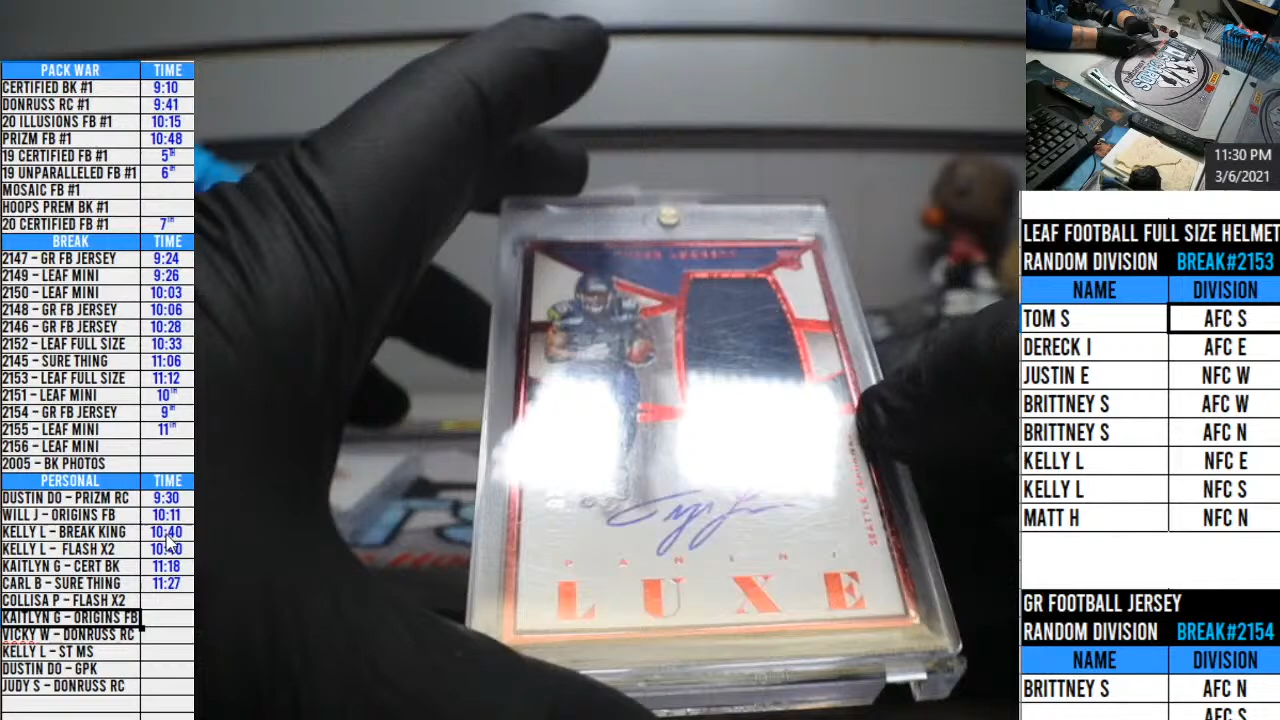 PACK WAR TIME
CERTIFIED BK #1 9:10
DONRUSS RC #1 9:41
20 ILLUSIONS FB #1 10:15
PRIZM FB #1 10:48
19 CERTIFIED FB #1 5TH
19 UNPARALLELED FB #1 6TH
MOSAIC FB #1
HOOPS PREM BK #1
20 CERTIFIED FB #1 7TH
BREAK TIME
2147 – GR FB JERSEY 9:24
2149 – LEAF MINI 9:26
2150 – LEAF MINI 10:03
2148 – GR FB JERSEY 10:06
2146 – GR FB JERSEY 10:28
2152 – LEAF FULL SIZE 10:33
2145 – SURE THING 11:06
2153 – LEAF FULL SIZE 11:12
2151 – LEAF MINI 10TH
2154 – GR FB JERSEY 9TH
2155 – LEAF MINI 11TH
2156 – LEAF MINI
2005 – BK PHOTOS
PERSONAL TIME
DUSTIN DO – PRIZM RC 9:30
WILL J – ORIGINS FB 10:11
KELLY L – BREAK KING 10:40
KELLY L – FLASH X2
KAITLYN G – CERT BK 11:18
CARL B – SURE THING 11:27
COLLISA P – FLASH X2
KAITLYN G – ORIGINS FB
VICKY W – DONRUSS RC
KELLY L – ST MS
DUSTIN DO – GPK
JUDY S – DONRUSS RC
PANINI
LUXE
SEATTLE
11:30 PM
3/6/2021
LEAF FOOTBALL FULL SIZE HELMET
RANDOM DIVISION BREAK#2153
NAME DIVISION
TOM S AFC S
DERECK I AFC E
JUSTIN E NFC W
BRITTNEY S AFC W
BRITTNEY S AFC N
KELLY L NFC E
KELLY L NFC S
MATT H NFC N
GR FOOTBALL JERSEY
RANDOM DIVISION BREAK#2154
NAME DIVISION
BRITTNEY S AFC N
AFC S